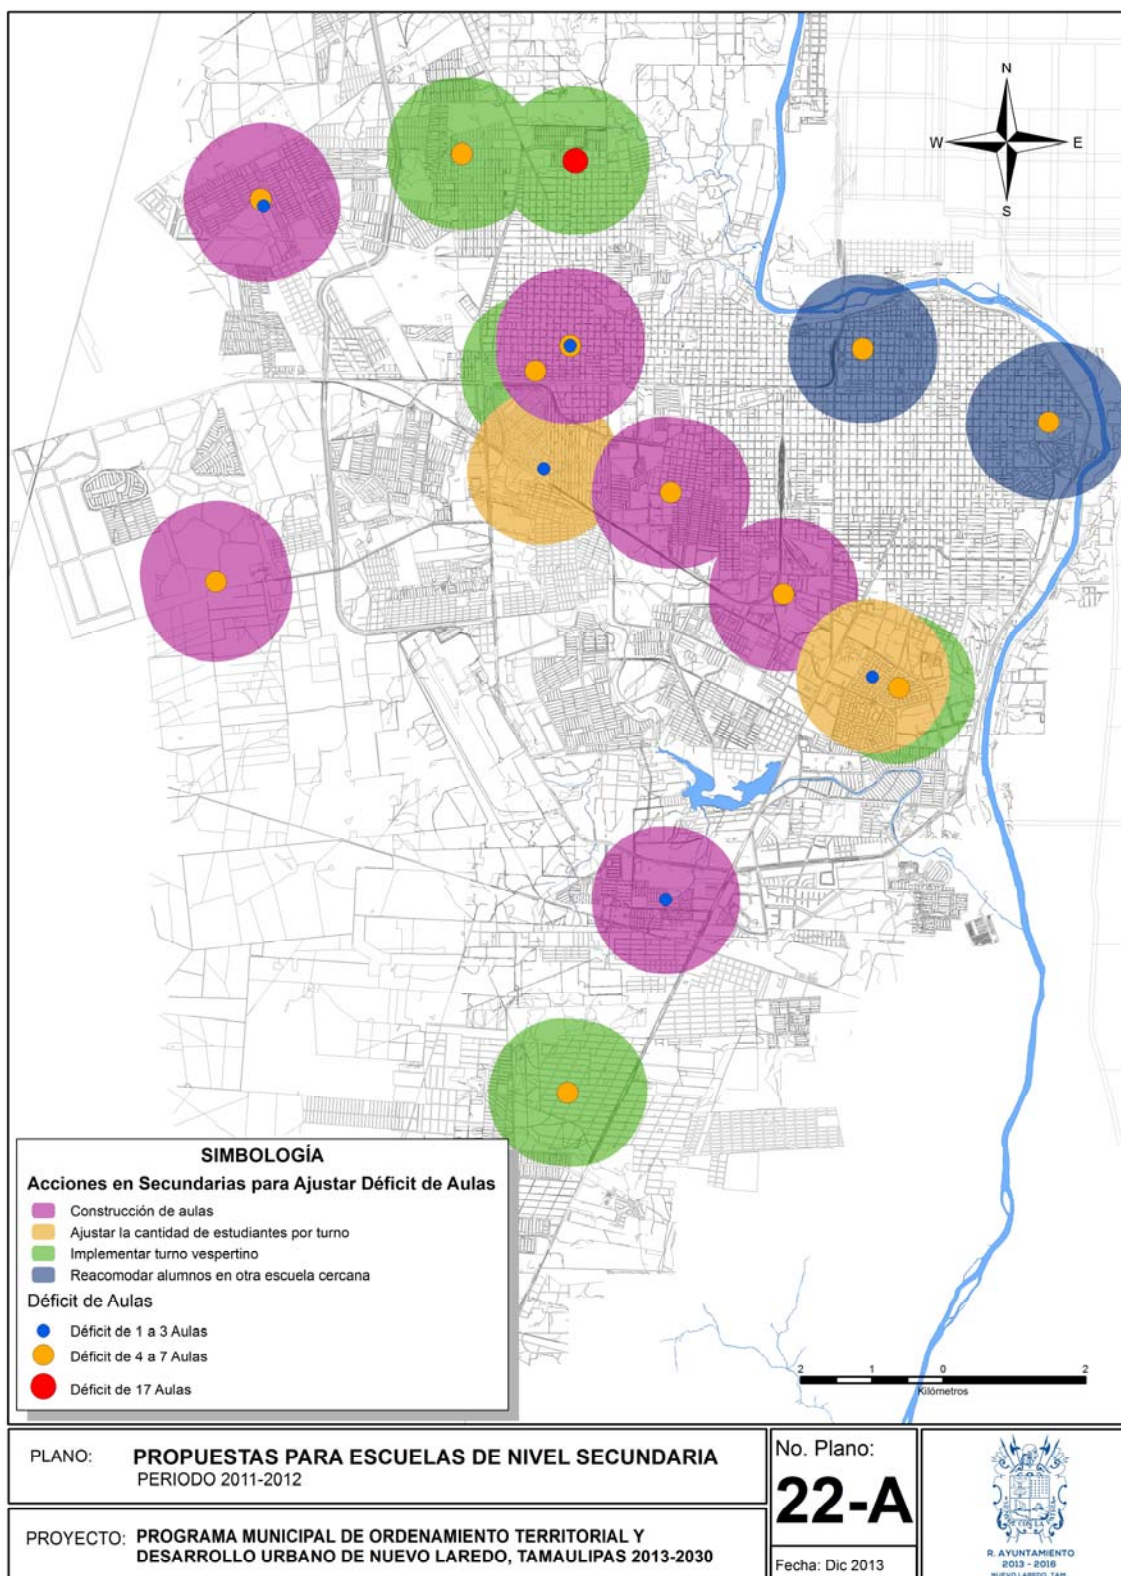 N
W
E
S
SIMBOLOGÍA
Acciones en Secundarias para Ajustar Déficit de Aulas
Construcción de aulas
Ajustar la cantidad de estudiantes por turno
Implementar turno vespertino
Reacomodar alumnos en otra escuela cercana
Déficit de Aulas
Déficit de 1 a 3 Aulas
Déficit de 4 a 7 Aulas
Déficit de 17 Aulas
2 1 0 2
Kilómetros
PLANO: PROPUESTAS PARA ESCUELAS DE NIVEL SECUNDARIA
PERIODO 2011-2012
PROYECTO: PROGRAMA MUNICIPAL DE ORDENAMIENTO TERRITORIAL Y
DESARROLLO URBANO DE NUEVO LAREDO, TAMAULIPAS 2013-2030
No. Plano:
22-A
Fecha: Dic 2013
R. AYUNTAMIENTO
2013 - 2016
NUEVO LAREDO, TAM.